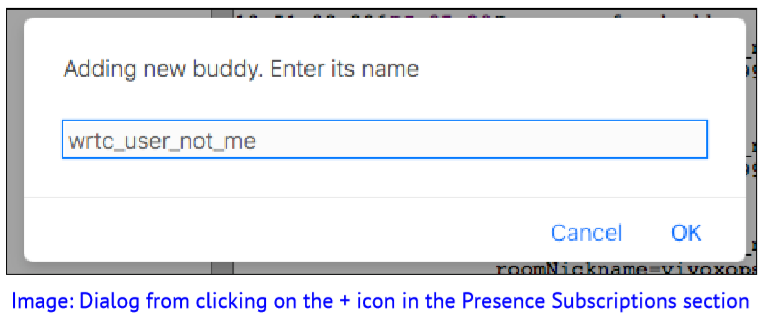 Adding new buddy. Enter its name
wrtc_user_not_me
Cancel OK
roomNickname=vivoxops
Image: Dialog from clicking on the + icon in the Presence Subscriptions section